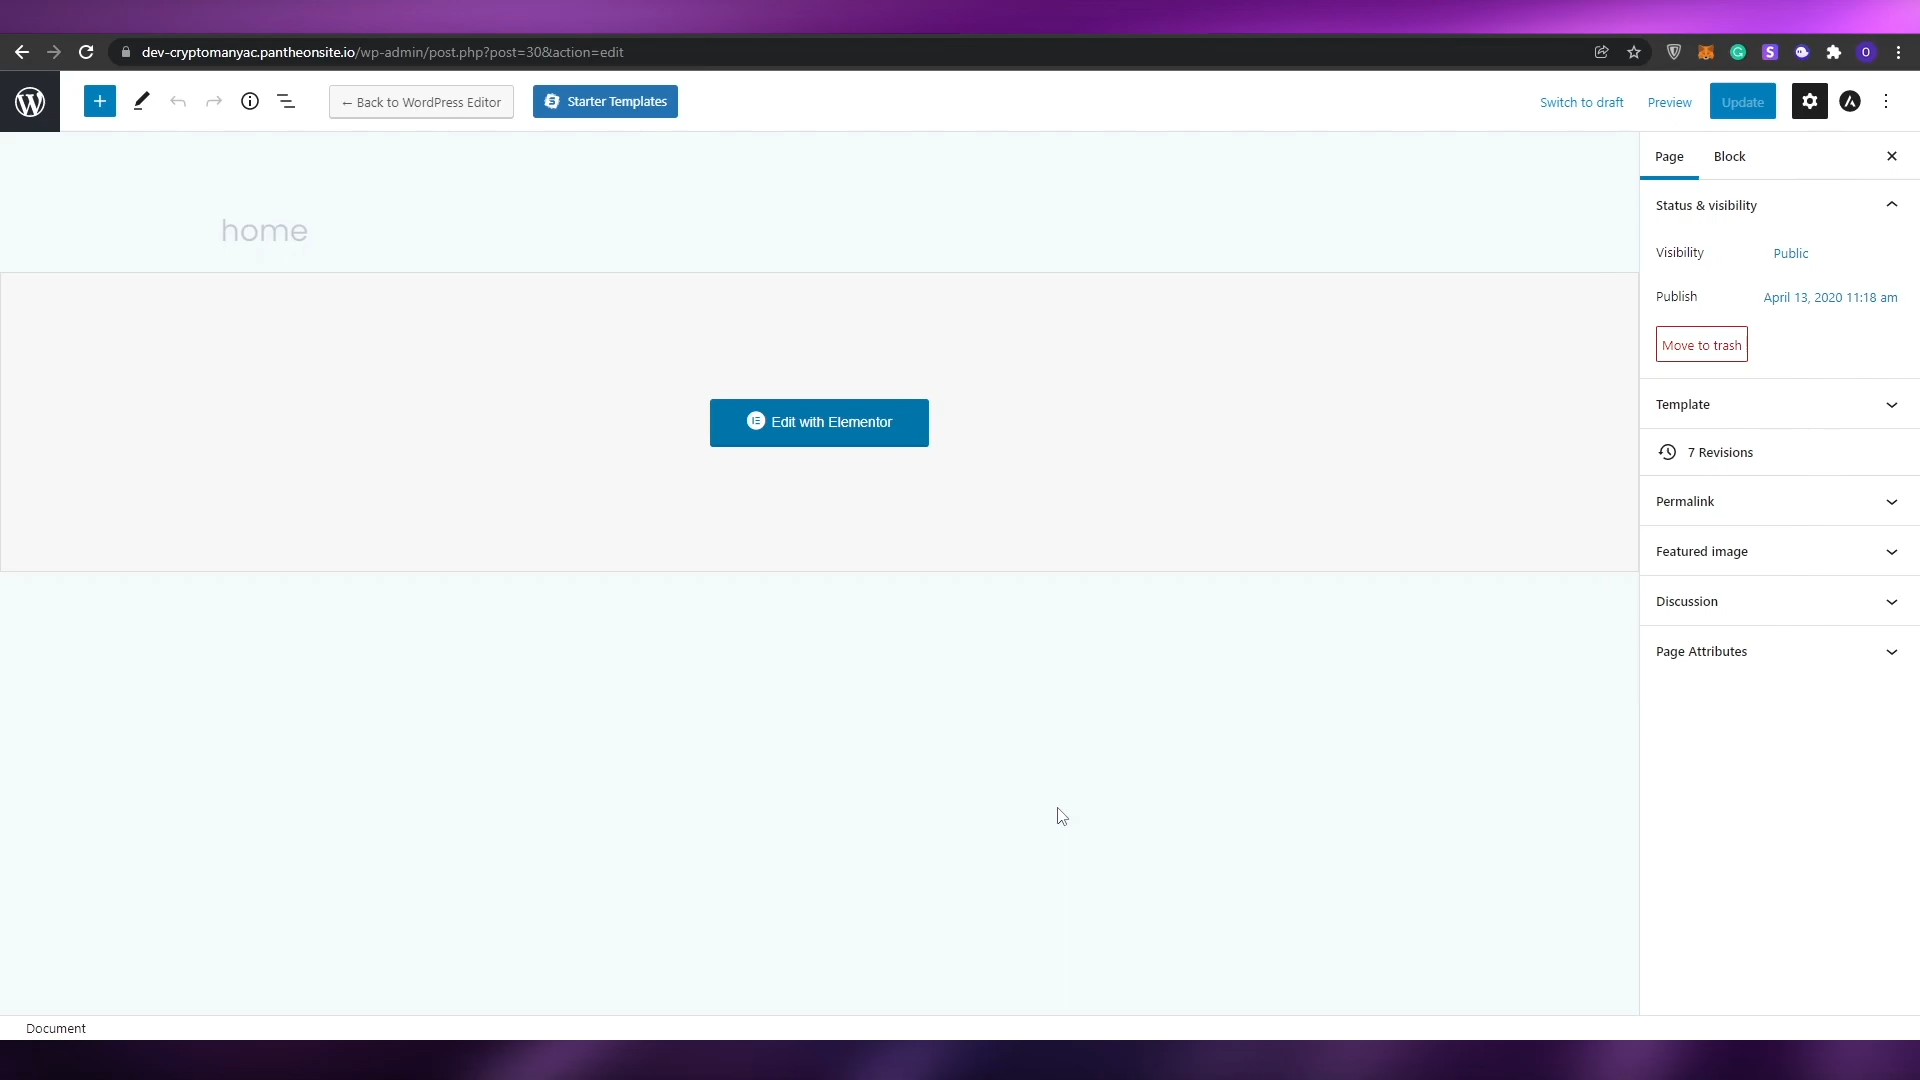 dev-cryptomanyac.pantheonsite.io/wp-admin/post.php?post=30&action=edit
← Back to WordPress Editor
Starter Templates
Switch to draft
Preview
Update
home
Edit with Elementor
Page
Block
Status & visibility
Visibility
Public
Publish
April 13, 2020 11:18 am
Move to trash
Template
7 Revisions
Permalink
Featured image
Discussion
Page Attributes
Document